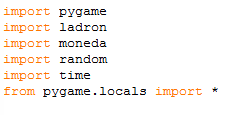 import pygame
import ladron
import moneda
import random
import time
from pygame.locals import *